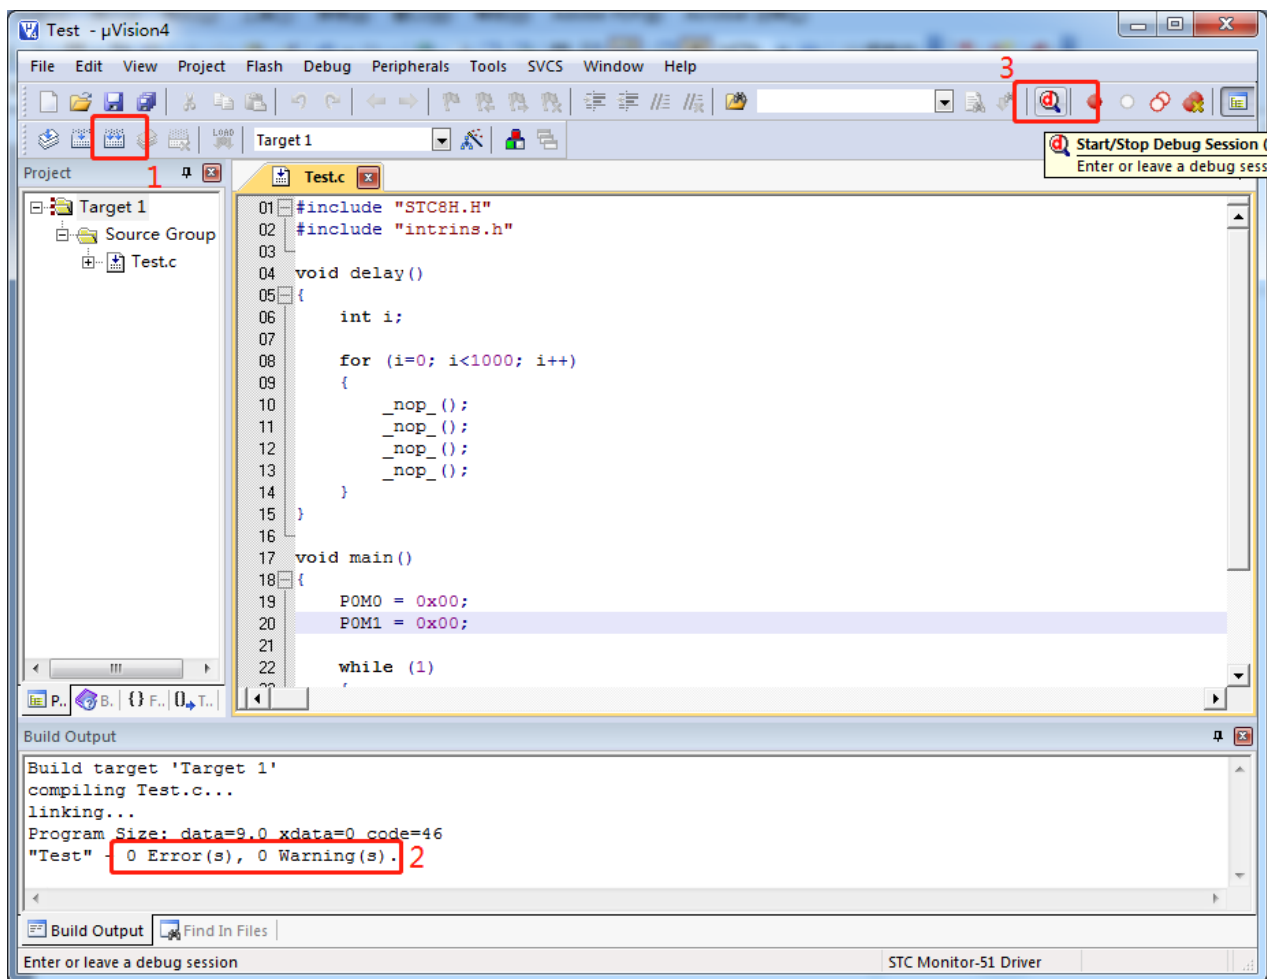 Test - µVision4
File Edit View Project Flash Debug Peripherals Tools SVCS Window Help
3
LOAD
Target 1
Start/Stop Debug Session (
Enter or leave a debug sess
1
Project
Test.c
Target 1
Source Group
Test.c
01 #include "STC8H.H"
02 #include "intrins.h"
03
04 void delay()
05 {
06 int i;
07
08 for (i=0; i<1000; i++)
09 {
10 _nop_();
11 _nop_();
12 _nop_();
13 _nop_();
14 }
15 }
16
17 void main()
18 {
19 P0M0 = 0x00;
20 P0M1 = 0x00;
21
22 while (1)
23 {
P.. B. {} F.. 0 T..
Build Output
Build target 'Target 1'
compiling Test.c...
linking...
Program Size: data=9.0 xdata=0 code=46
"Test" - 0 Error(s), 0 Warning(s).
2
Build Output Find In Files
Enter or leave a debug session STC Monitor-51 Driver